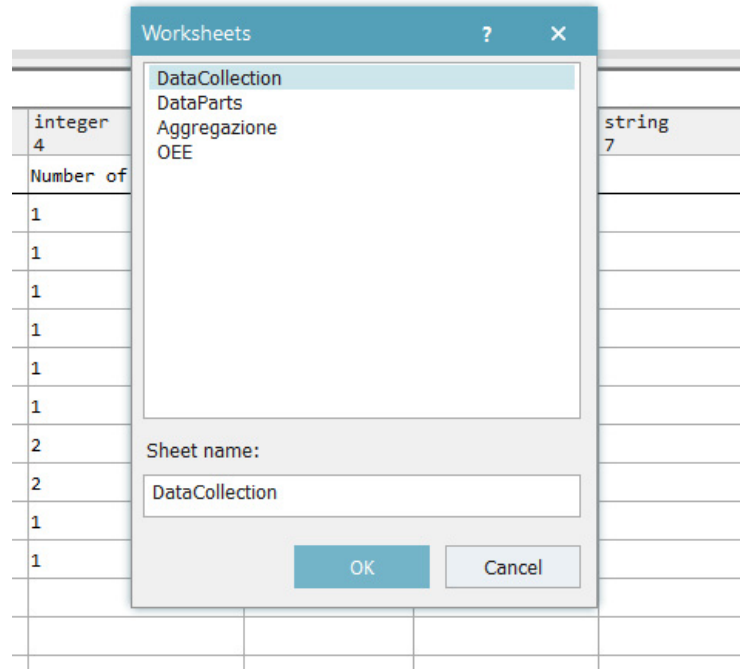 Worksheets ? ×
DataCollection
DataParts
Aggregazione
OEE
integer
4
string
7
Number of
1
1
1
1
1
1
2
2
1
1
Sheet name:
DataCollection
OK Cancel